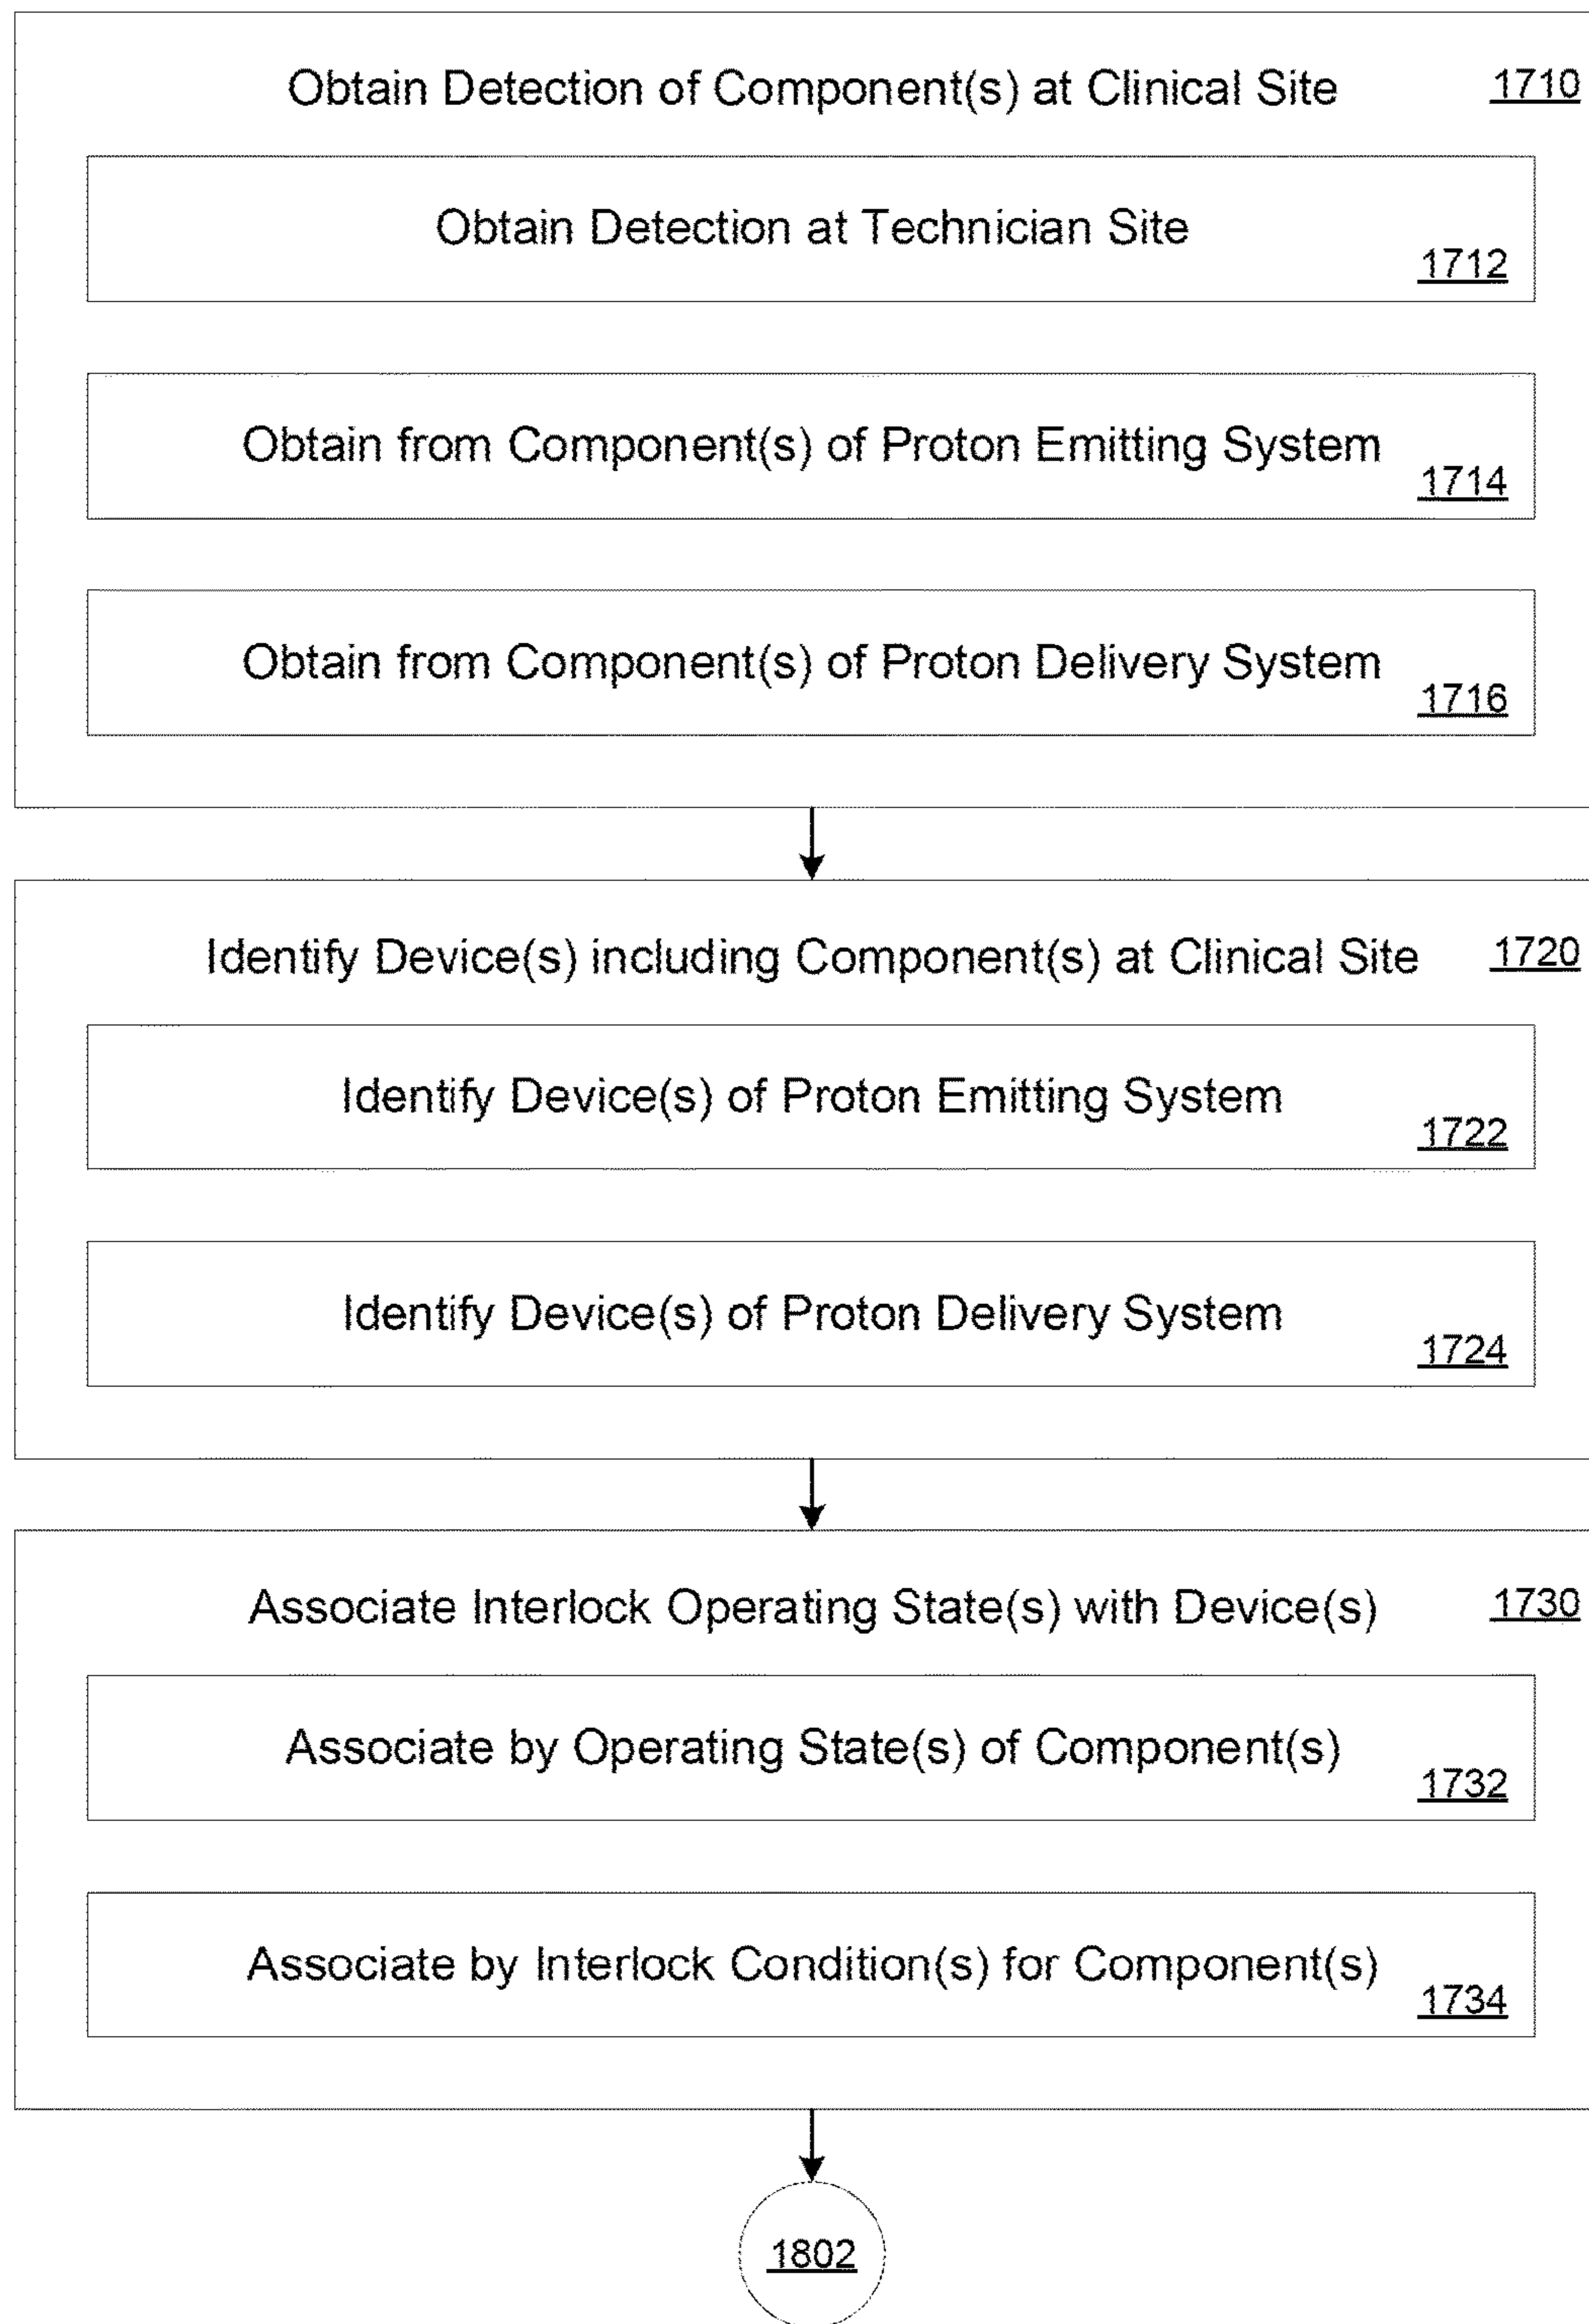 Obtain Detection of Component(s) at Clinical Site 1710
Obtain Detection at Technician Site
1712
Obtain from Component(s) of Proton Emitting System
1714
Obtain from Component(s) of Proton Delivery System
1716
Identify Device(s) including Component(s) at Clinical Site 1720
Identify Device(s) of Proton Emitting System
1722
Identify Device(s) of Proton Delivery System
1724
Associate Interlock Operating State(s) with Device(s) 1730
Associate by Operating State(s) of Component(s)
1732
Associate by Interlock Condition(s) for Component(s)
1734
1802